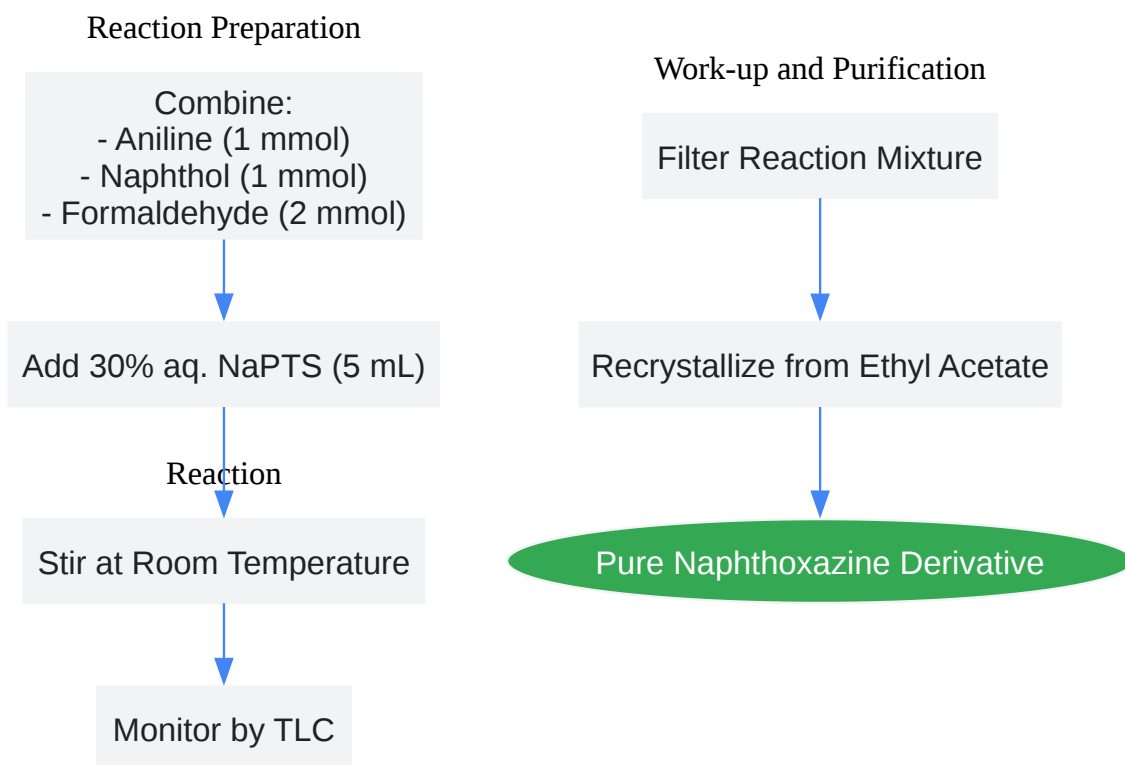 Reaction Preparation
Combine:
- Aniline (1 mmol)
- Naphthol (1 mmol)
- Formaldehyde (2 mmol)
Add 30% aq. NaPTS (5 mL)
Reaction
Stir at Room Temperature
Monitor by TLC
Work-up and Purification
Filter Reaction Mixture
Recrystallize from Ethyl Acetate
Pure Naphthoxazine Derivative